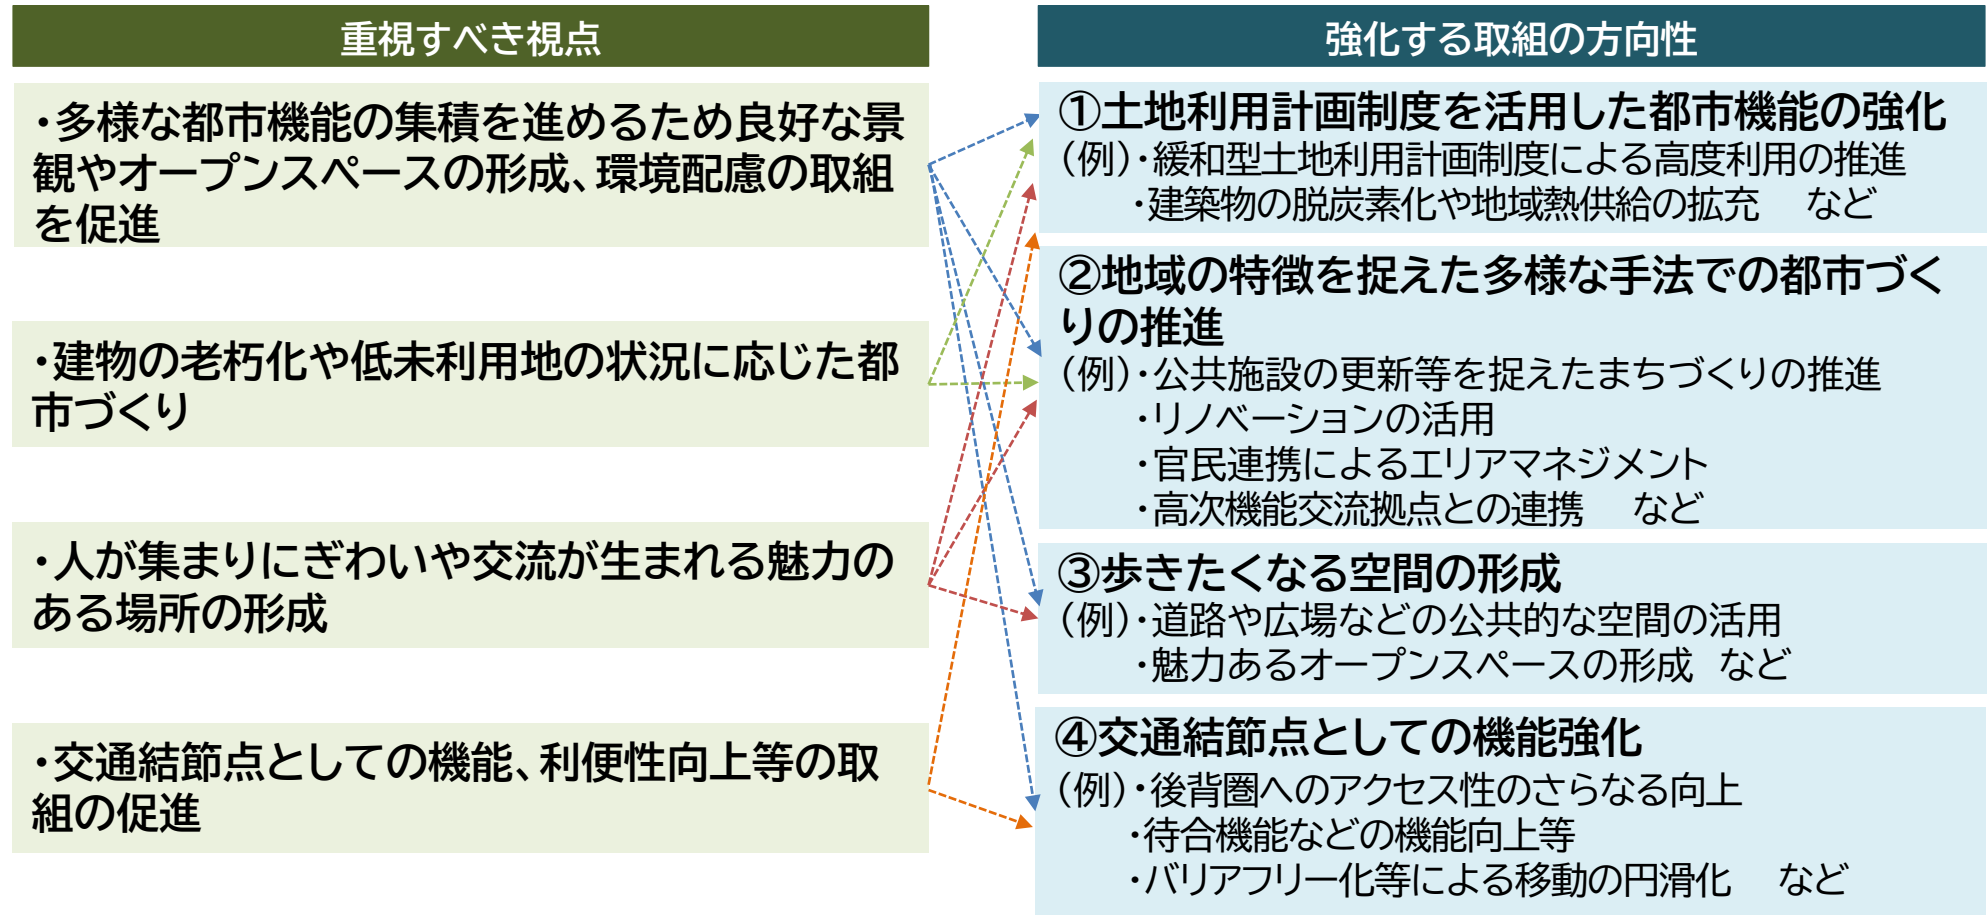 重視すべき視点
・多様な都市機能の集積を進めるため良好な景
観やオープンスペースの形成、環境配慮の取組
を促進
・建物の老朽化や低未利用地の状況に応じた都
市づくり
・人が集まりにぎわいや交流が生まれる魅力の
ある場所の形成
・交通結節点としての機能、利便性向上等の取
組の促進
強化する取組の方向性
①土地利用計画制度を活用した都市機能の強化
（例）・緩和型土地利用計画制度による高度利用の推進
・建築物の脱炭素化や地域熱供給の拡充　など
②地域の特徴を捉えた多様な手法での都市づく
りの推進
（例）・公共施設の更新等を捉えたまちづくりの推進
・リノベーションの活用
・官民連携によるエリアマネジメント
・高次機能交流拠点との連携　など
③歩きたくなる空間の形成
（例）・道路や広場などの公共的な空間の活用
・魅力あるオープンスペースの形成　など
④交通結節点としての機能強化
（例）・後背圏へのアクセス性のさらなる向上
・待合機能などの機能向上等
・バリアフリー化等による移動の円滑化　など